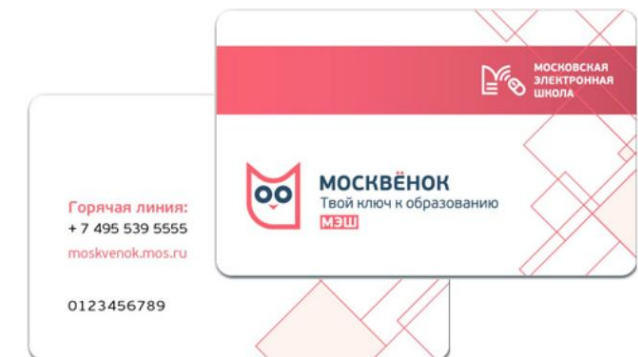 МОСКОВСКАЯ
ЭЛЕКТРОННАЯ
ШКОЛА
МОСКВЁНОК
Твой ключ к образованию
МЭШ
Горячая линия:
+ 7 495 539 5555
moskvenok.mos.ru
0123456789